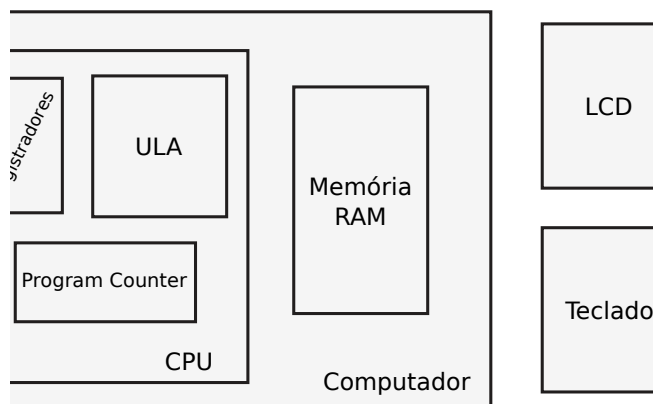 ULA
LCD
Memória
RAM
Program Counter
Teclado
CPU
Computador